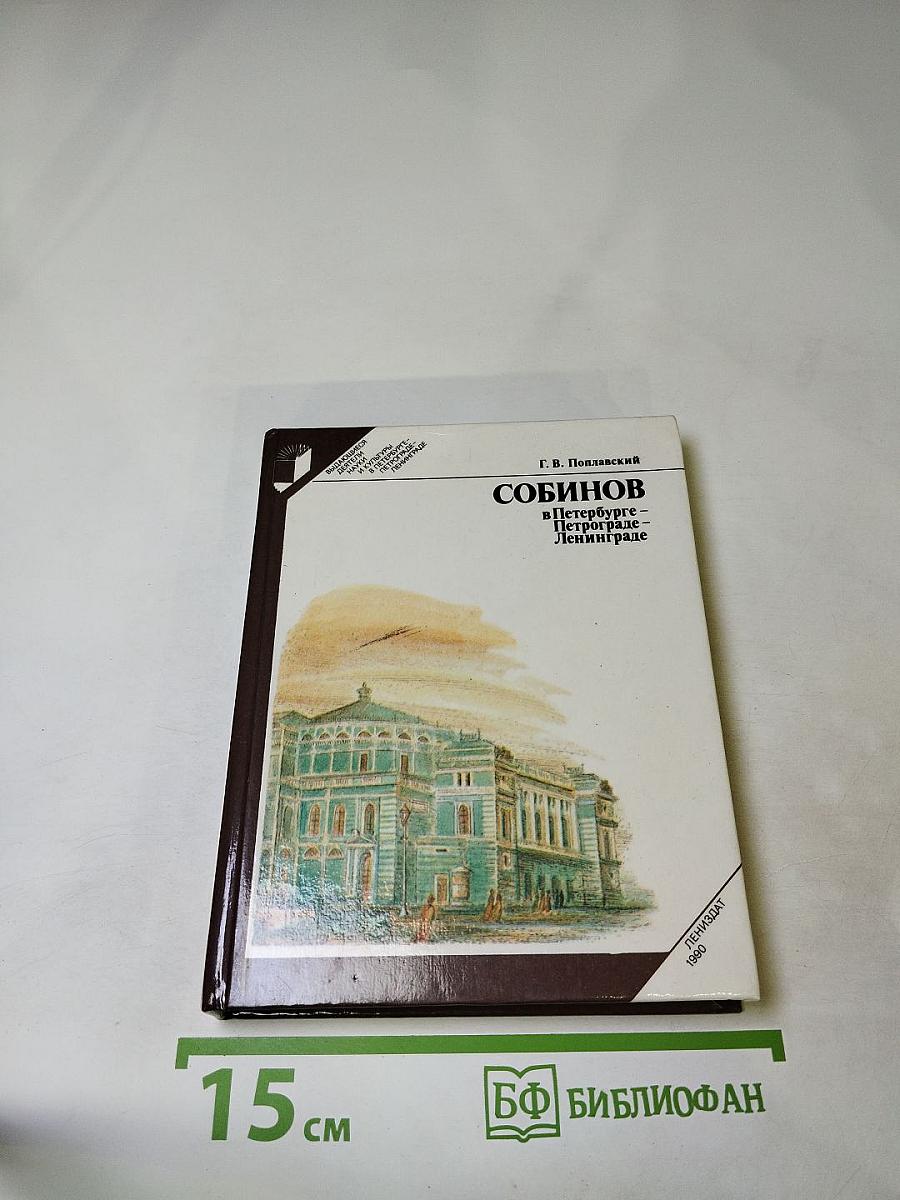 ВЫДАЮЩИЕСЯ
ДЕЯТЕЛИ
НАУКИ
И КУЛЬТУРЫ
В ПЕТЕРБУРГЕ–
ПЕТРОГРАДЕ–
ЛЕНИНГРАДЕ
Г. В. Поплавский
СОБИНОВ
в Петербурге –
Петрограде –
Ленинграде
ЛЕНИЗДАТ
1990
15 см
БФ БИБЛИОФАН